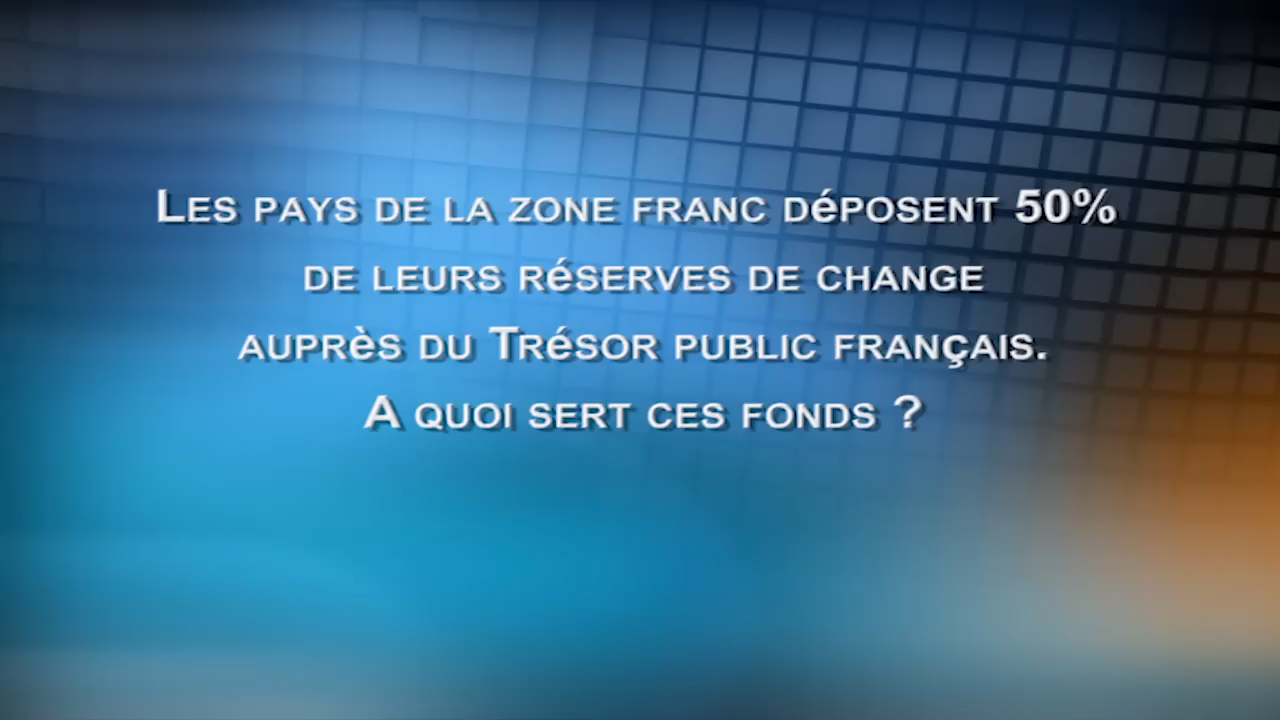 Les pays de la zone franc déposent 50%
de leurs réserves de change
auprès du Trésor public français.
A quoi sert ces fonds ?